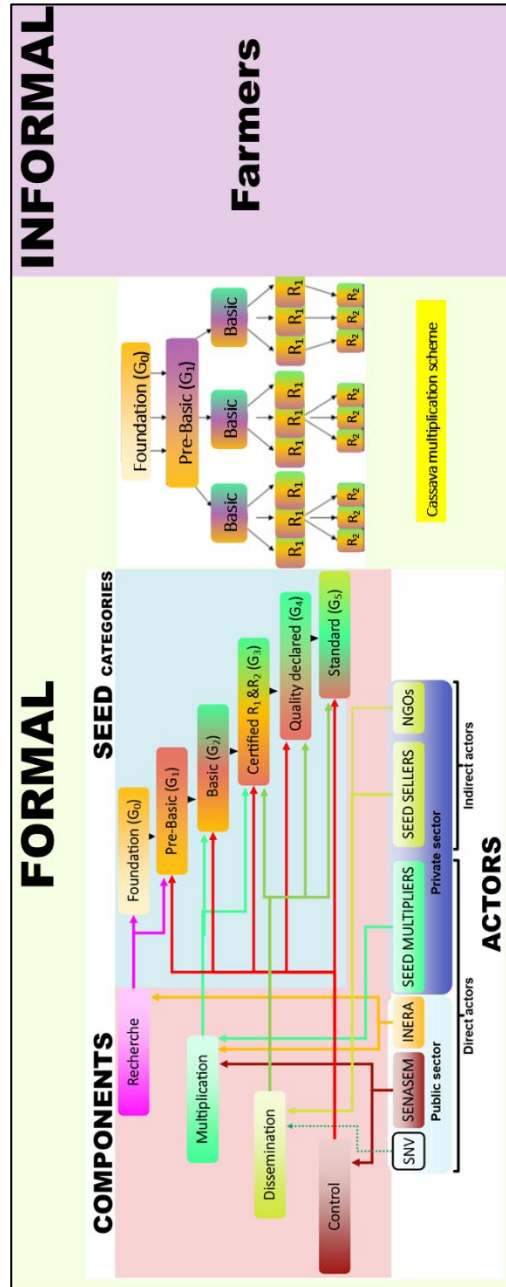 FORMAL
INFORMAL
COMPONENTS
SEED CATEGORIES
Recherche
Multiplication
Dissemination
Control
Foundation (G₀)
Pre-Basic (G₁)
Basic (G₂)
Certified R₁ &R₂ (G₃)
Quality declared (G₄)
Standard (G₅)
SNV
SENASEM
INERA
SEED MULTIPLIERS
SEED SELLERS
NGOs
Public sector
Private sector
Direct actors
Indirect actors
ACTORS
Foundation (G₀)
Pre-Basic (G₁)
Basic
Basic
Basic
R₁
R₁
R₁
R₁
R₁
R₁
R₁
R₁
R₁
R₂
R₂
R₂
R₂
R₂
R₂
R₂
R₂
R₂
Cassava multiplication scheme
Farmers